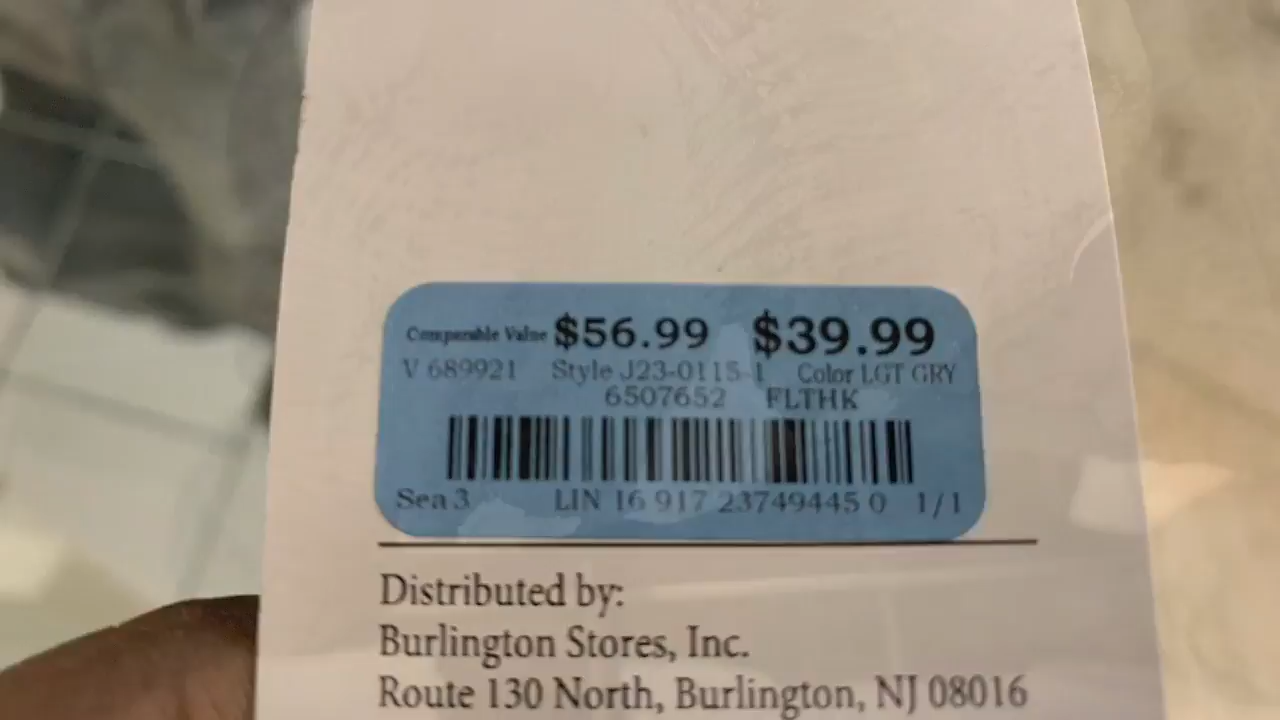 Comparable Value $56.99 $39.99
V 689921 Style J23-0115-1 Color LGT GRY
6507652 FLTHK
Sea 3 LIN 16 917 23749445 0 1/1
Distributed by:
Burlington Stores, Inc.
Route 130 North, Burlington, NJ 08016